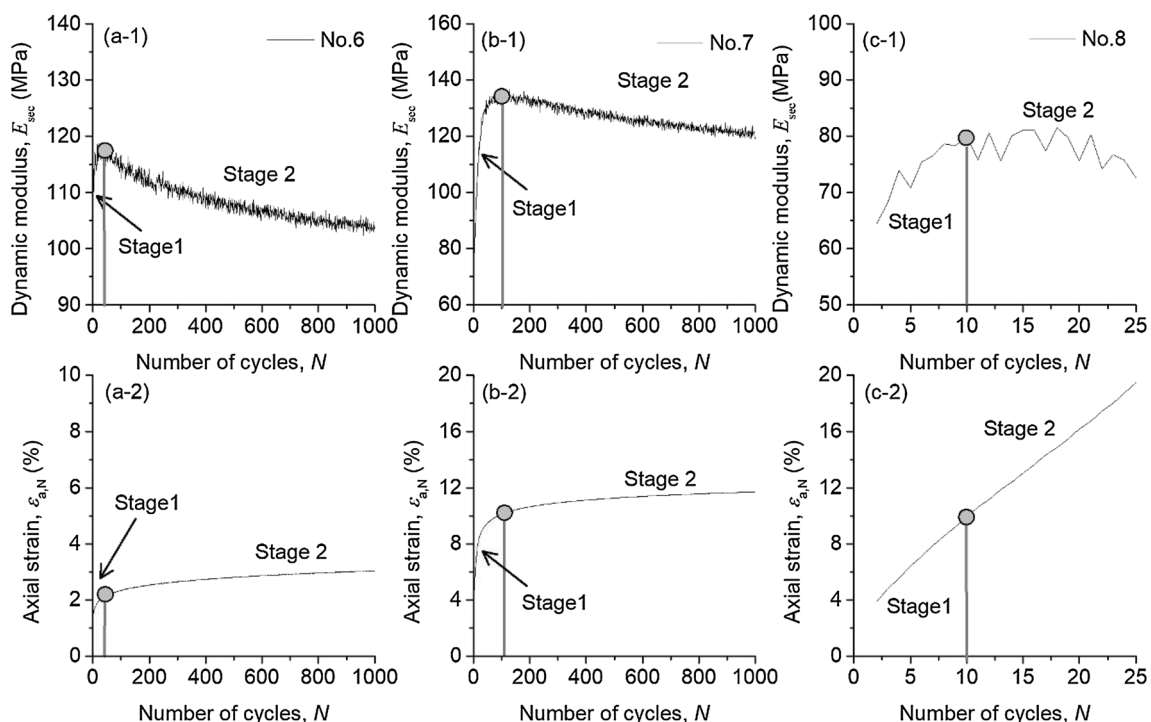 (a-1)
No.6
Dynamic modulus, Esec (MPa)
140
130
120
110
100
90
Stage 2
Stage1
0 200 400 600 800 1000
Number of cycles, N
(b-1)
No.7
Dynamic modulus, Esec (MPa)
160
140
120
100
80
60
Stage 2
Stage1
0 200 400 600 800 1000
Number of cycles, N
(c-1)
No.8
Dynamic modulus, Esec (MPa)
100
90
80
70
60
50
Stage 2
Stage1
0 5 10 15 20 25
Number of cycles, N
(a-2)
Axial strain, εa,N (%)
10
8
6
4
2
0
Stage1
Stage 2
0 200 400 600 800 1000
Number of cycles, N
(b-2)
Axial strain, εa,N (%)
20
16
12
8
4
0
Stage 2
Stage1
0 200 400 600 800 1000
Number of cycles, N
(c-2)
Axial strain, εa,N (%)
20
16
12
8
4
0
Stage 2
Stage1
0 5 10 15 20 25
Number of cycles, N